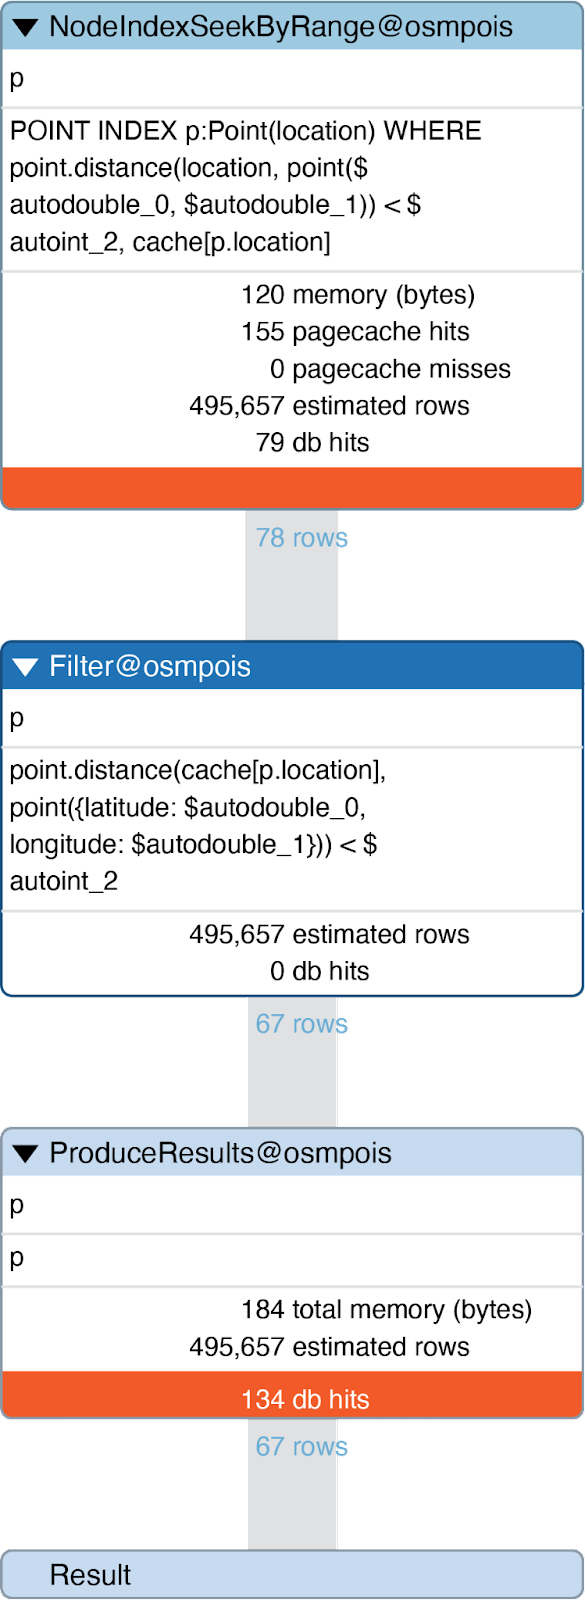 NodeIndexSeekByRange@osmpois
p
POINT INDEX p:Point(location) WHERE
point.distance(location, point($
autodouble_0, $autodouble_1)) < $
autoint_2, cache[p.location]
120 memory (bytes)
155 pagecache hits
0 pagecache misses
495,657 estimated rows
79 db hits
78 rows
Filter@osmpois
p
point.distance(cache[p.location],
point({latitude: $autodouble_0,
longitude: $autodouble_1})) < $
autoint_2
495,657 estimated rows
0 db hits
67 rows
ProduceResults@osmpois
p
p
184 total memory (bytes)
495,657 estimated rows
134 db hits
67 rows
Result